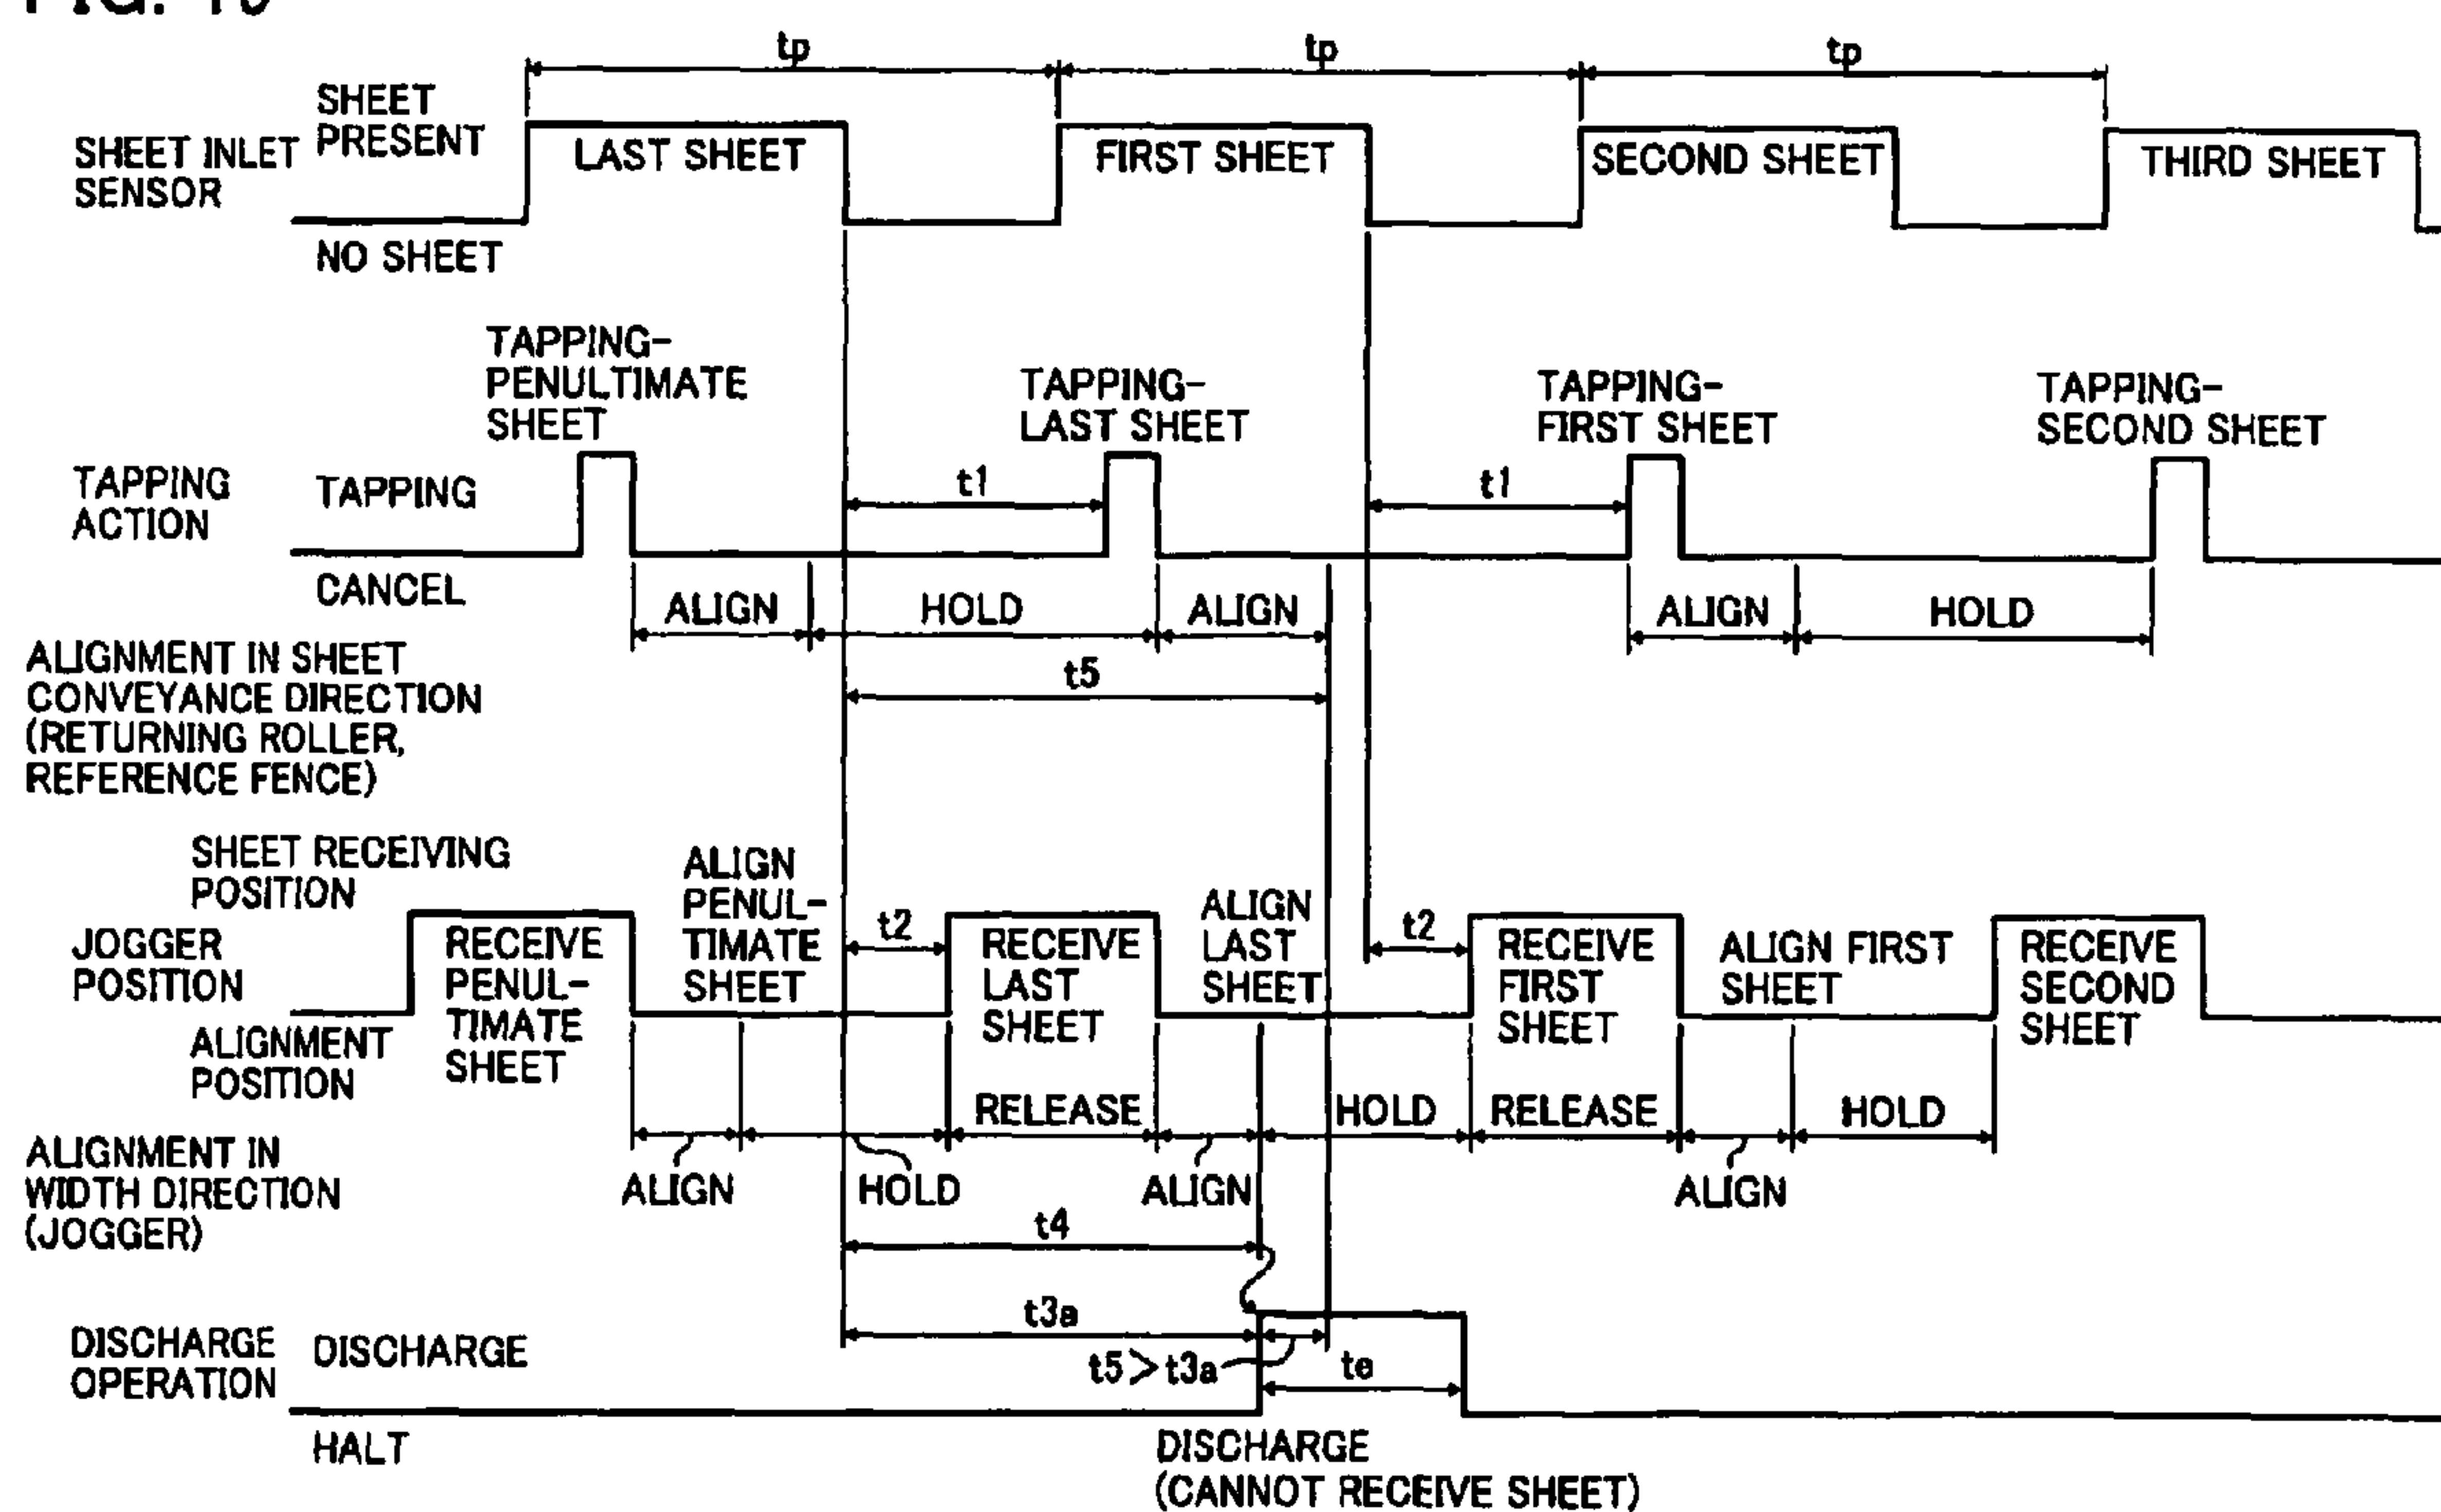 tp
tp
tp
SHEET INLET
SENSOR
SHEET
PRESENT
NO SHEET
LAST SHEET
FIRST SHEET
SECOND SHEET
THIRD SHEET
TAPPING
ACTION
TAPPING
CANCEL
TAPPING-
PENULTIMATE
SHEET
TAPPING-
LAST SHEET
TAPPING-
FIRST SHEET
TAPPING-
SECOND SHEET
t1
t1
ALIGN
HOLD
ALIGN
ALIGN
HOLD
ALIGNMENT IN SHEET
CONVEYANCE DIRECTION
(RETURNING ROLLER,
REFERENCE FENCE)
t5
SHEET RECEIVING
POSITION
JOGGER
POSITION
ALIGNMENT
POSITION
RECEIVE
PENUL-
TIMATE
SHEET
ALIGN
PENUL-
TIMATE
SHEET
t2
RECEIVE
LAST
SHEET
ALIGN
LAST
SHEET
t2
RECEIVE
FIRST
SHEET
ALIGN FIRST
SHEET
RECEIVE
SECOND
SHEET
ALIGNMENT IN
WIDTH DIRECTION
(JOGGER)
ALIGN
HOLD
RELEASE
ALIGN
HOLD
RELEASE
ALIGN
HOLD
t4
t3a
t5>t3a
te
DISCHARGE
OPERATION
DISCHARGE
HALT
DISCHARGE
(CANNOT RECEIVE SHEET)